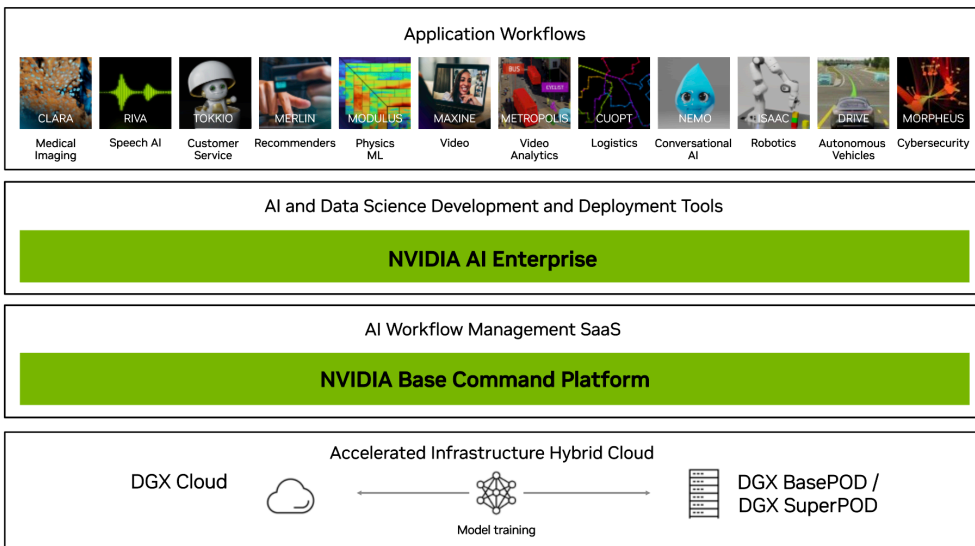 Application Workflows
CLARA
RIVA
TOKKIO
MERLIN
MODULUS
MAXINE
BUS
CYCLIST
METROPOLIS
CUOPT
NEMO
ISAAC
DRIVE
MORPHEUS
Medical
Imaging
Speech AI
Customer
Service
Recommenders
Physics
ML
Video
Video
Analytics
Logistics
Conversational
AI
Robotics
Autonomous
Vehicles
Cybersecurity
AI and Data Science Development and Deployment Tools
NVIDIA AI Enterprise
AI Workflow Management SaaS
NVIDIA Base Command Platform
Accelerated Infrastructure Hybrid Cloud
DGX Cloud
Model training
DGX BasePOD /
DGX SuperPOD